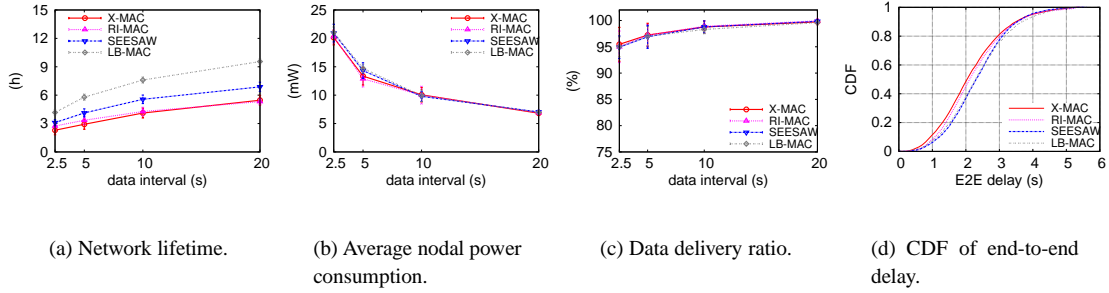 15
12
9
6
3
0
(h)
X-MAC
RI-MAC
SEESAW
LB-MAC
2.5 5 10 20
data interval (s)
(a) Network lifetime.
25
20
15
10
5
0
(mW)
X-MAC
RI-MAC
SEESAW
LB-MAC
2.5 5 10 20
data interval (s)
(b) Average nodal power
consumption.
100
95
90
85
80
75
(%)
X-MAC
RI-MAC
SEESAW
LB-MAC
2.5 5 10 20
data interval (s)
(c) Data delivery ratio.
1
0.8
0.6
0.4
0.2
0
CDF
X-MAC
RI-MAC
SEESAW
LB-MAC
0 1 2 3 4 5 6
E2E delay (s)
(d) CDF of end-to-end
delay.